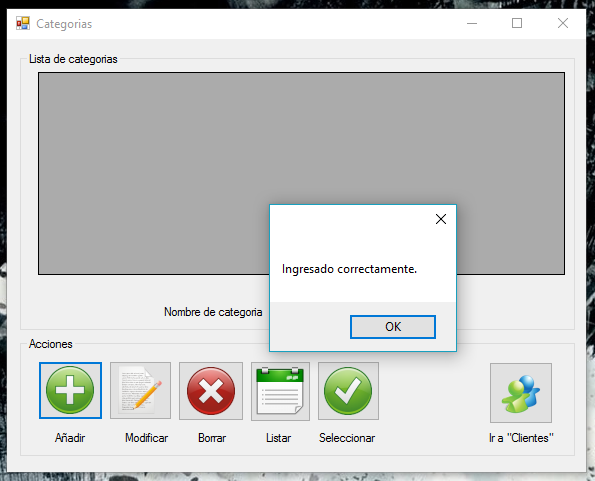 Categorias
Lista de categorias
Ingresado correctamente.
Nombre de categoria
OK
Acciones
Añadir
Modificar
Borrar
Listar
Seleccionar
Ir a "Clientes"